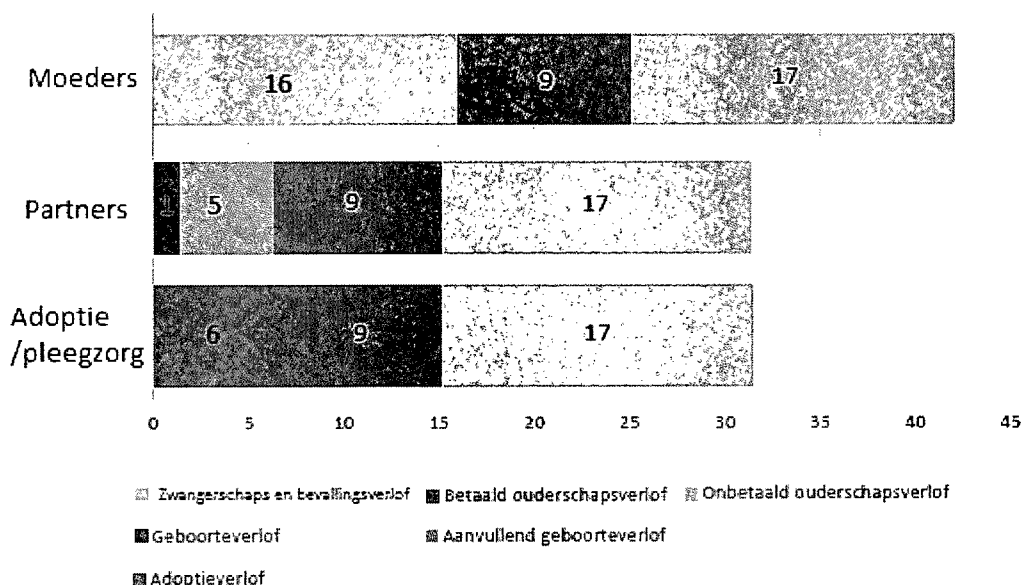 Moeders
16 9 17
Partners
5 9 17
Adoptie
/pleegzorg
6 9 17
0 5 10 15 20 25 30 35 40 45
Zwangerschaps en bevallingsverlof Betaald ouderschapsverlof Onbetaald ouderschapsverlof
Geboorteverlof Aanvullend geboorteverlof
Adoptieverlof